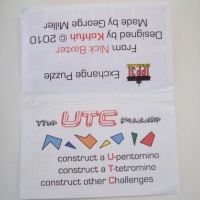 Exchange Puzzle
IPP31
From Nick Baxter
Designed by Kohfuh © 2010
Made by George Miller
The UTC Puzzle
construct a U-pentomino
construct a T-tetromino
construct other Challenges